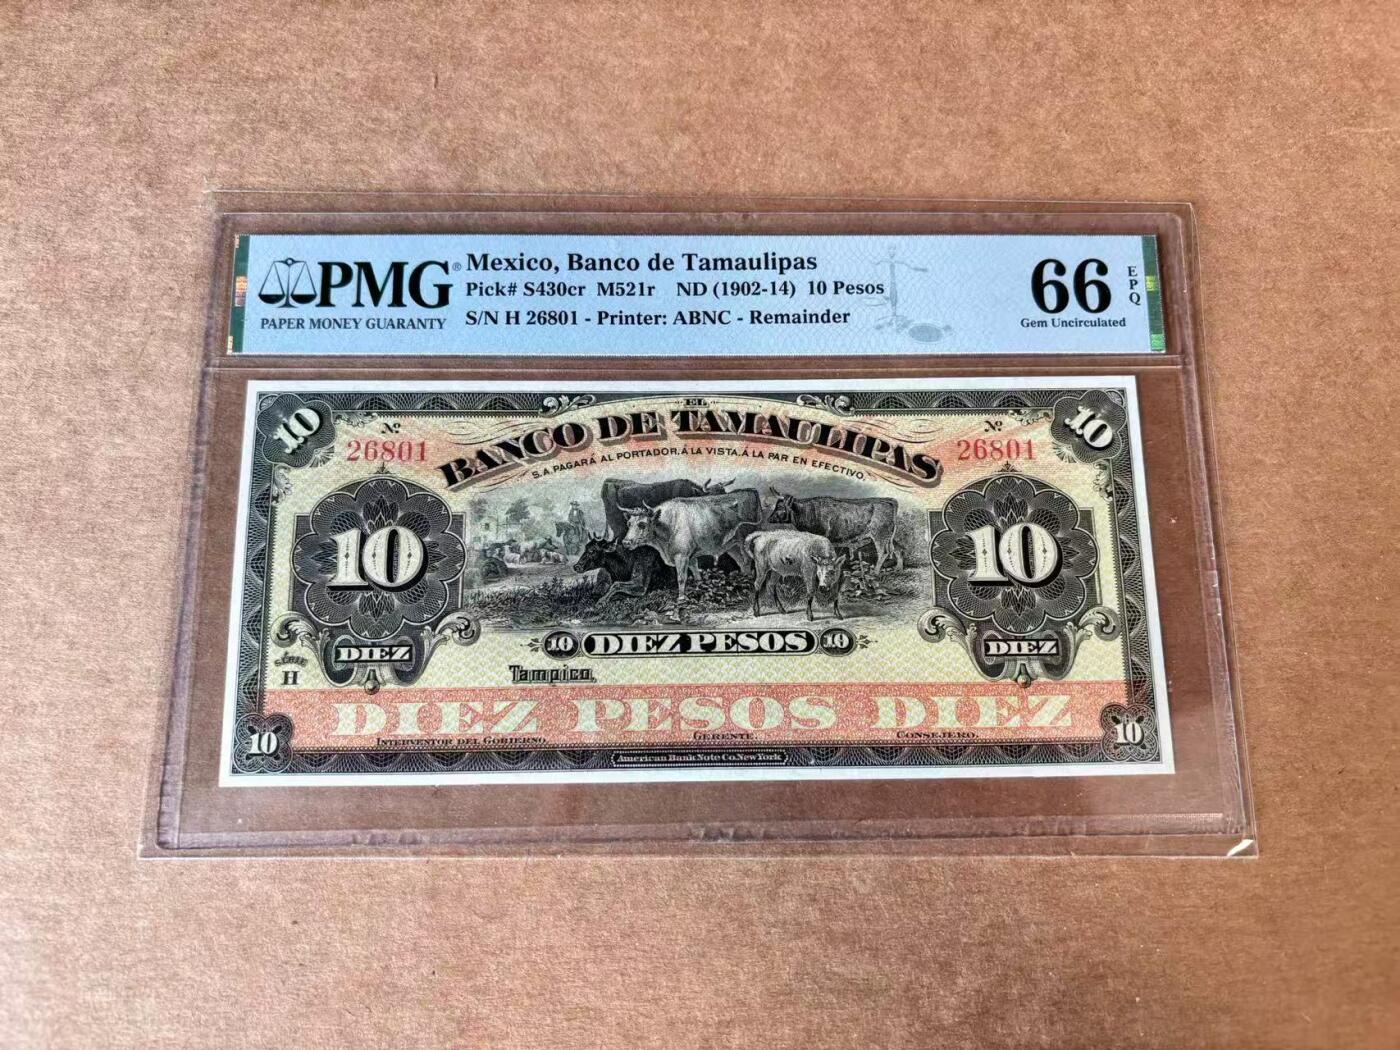 PMG®
PAPER MONEY GUARANTY
Mexico, Banco de Tamaulipas
Pick# S430cr M521r ND (1902-14) 10 Pesos
S/N H 26801 - Printer: ABNC - Remainder
66
EPQ
Gem Uncirculated
10
10
EL
BANCO DE TAMAULIPAS
S.A. PAGARÁ AL PORTADOR, Á LA VISTA, Á LA PAR EN EFECTIVO.
Nº
26801
Nº
26801
10
10
10 DIEZ PESOS 10
DIEZ
DIEZ
SÉRIE
H
Tampico,
DIEZ PESOS DIEZ
INTERVENTOR DEL GOBIERNO.
GERENTE.
CONSEJERO.
10
10
American Bank Note Co. New York